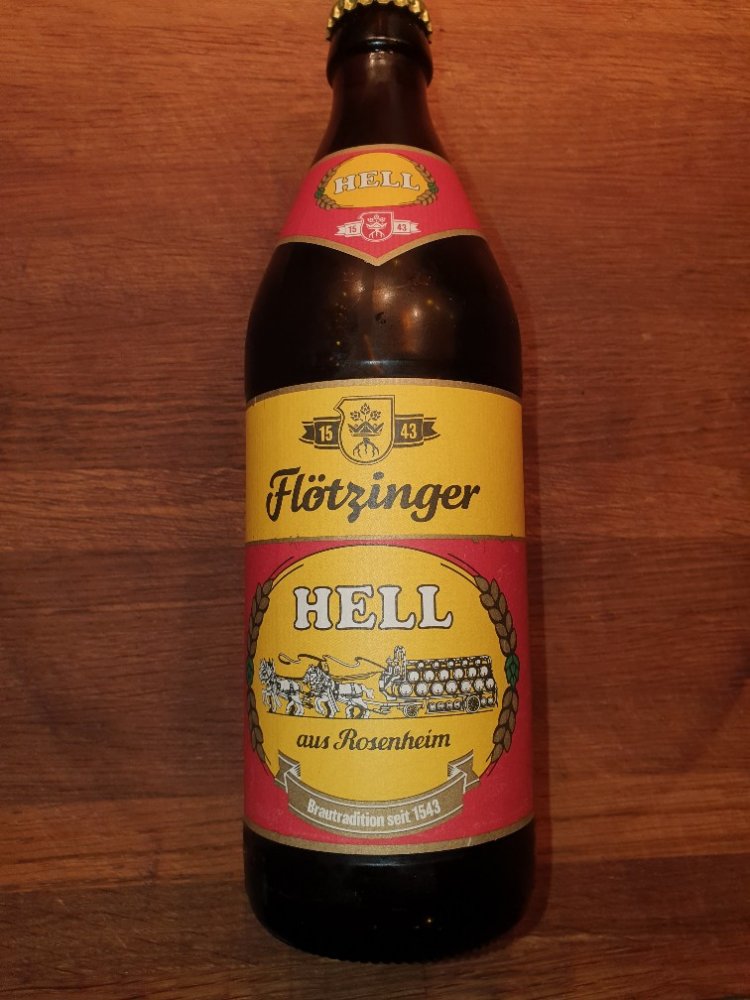 HELL
15 43
15 43
Flötzinger
HELL
aus Rosenheim
Brautradition seit 1543